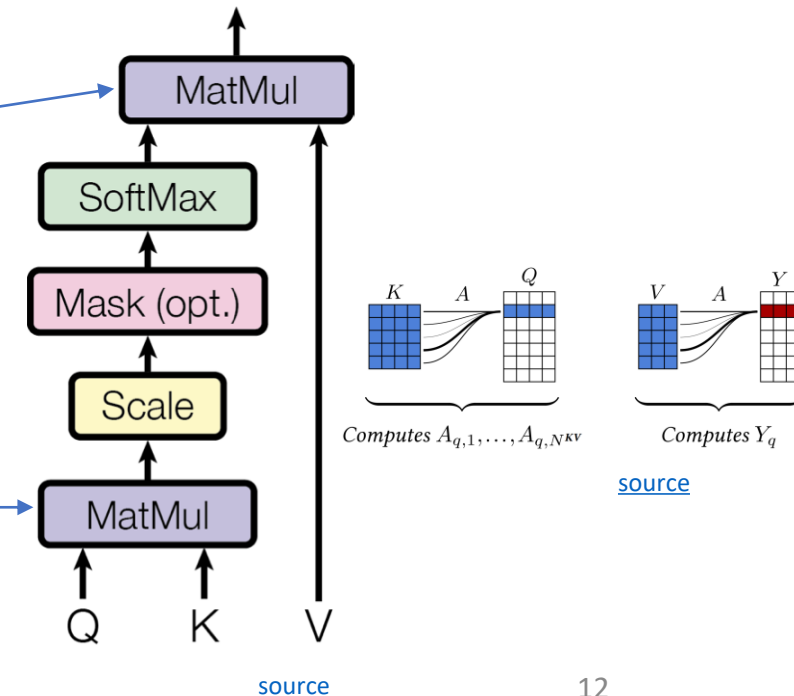 MatMul
SoftMax
Mask (opt.)
Scale
MatMul
Q K V
K A Q
Computes A_{q,1},...,A_{q,N^{KV}}
V A Y
Computes Y_q
source
source
12